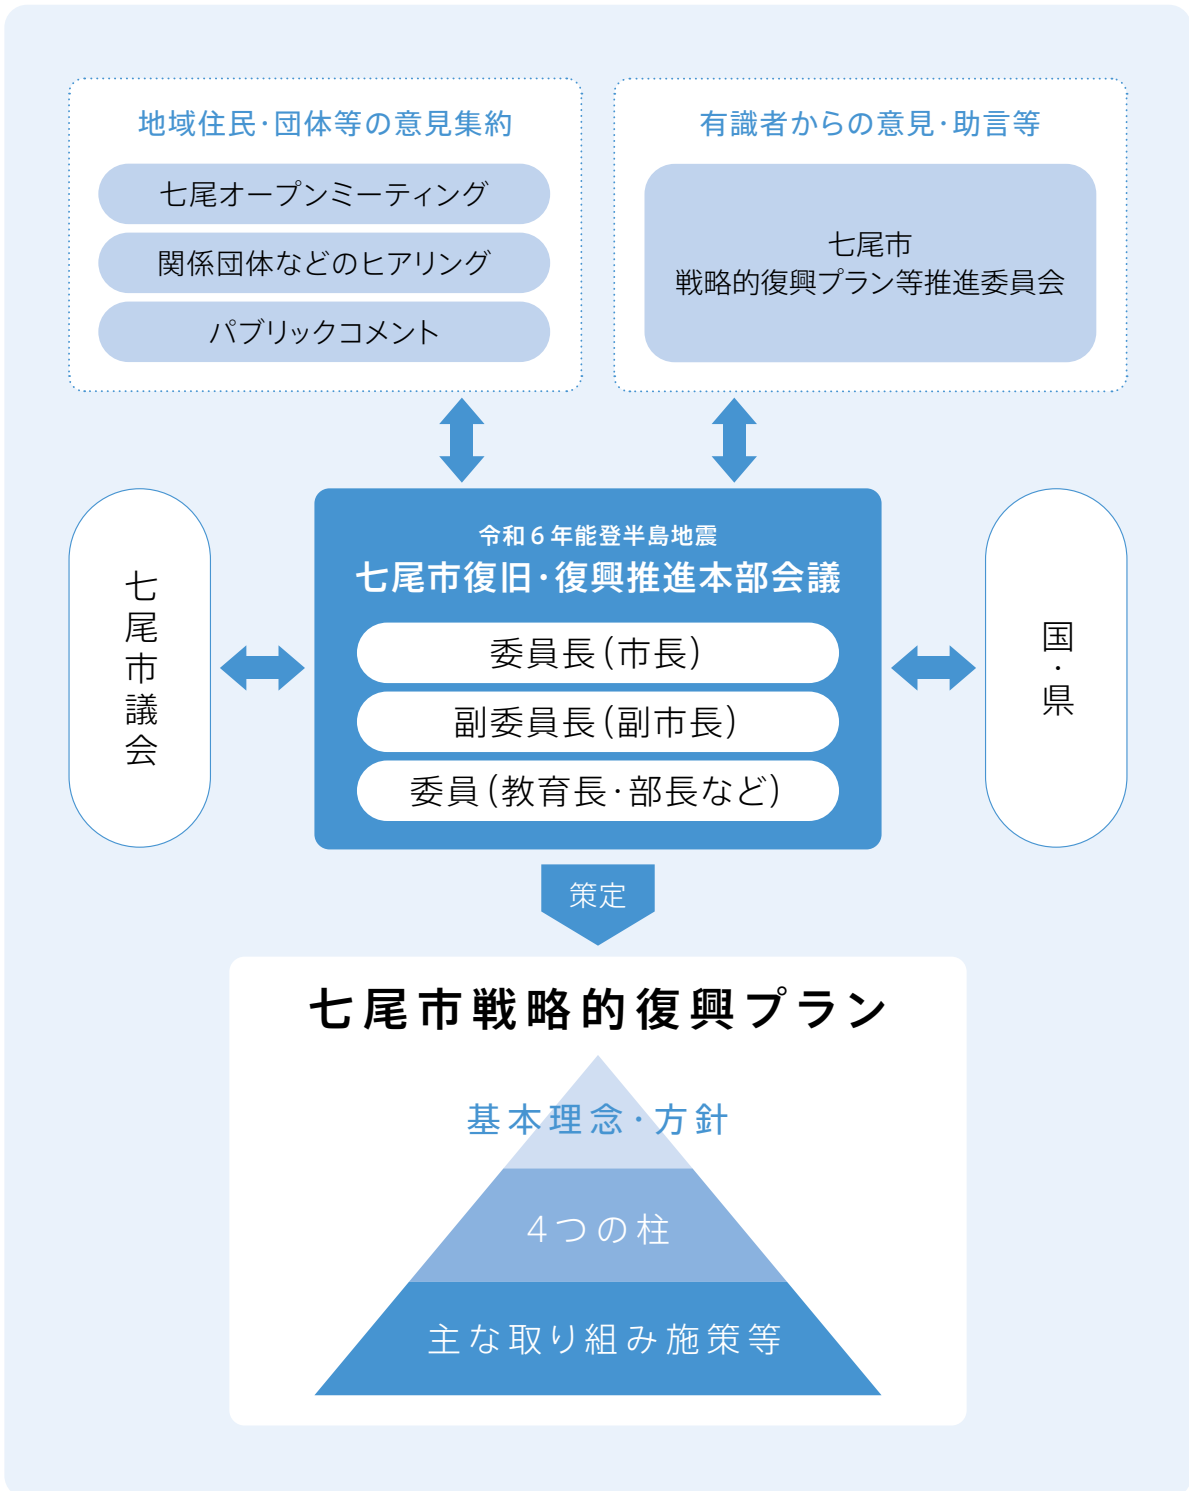 地域住民・団体等の意見集約
七尾オープンミーティング
関係団体などのヒアリング
パブリックコメント
有識者からの意見・助言等
七尾市
戦略的復興プラン等推進委員会
七尾市議会
令和6年能登半島地震
七尾市復旧・復興推進本部会議
委員長(市長)
副委員長(副市長)
委員(教育長・部長など)
国・県
策定
七尾市戦略的復興プラン
基本理念・方針
4つの柱
主な取り組み施策等